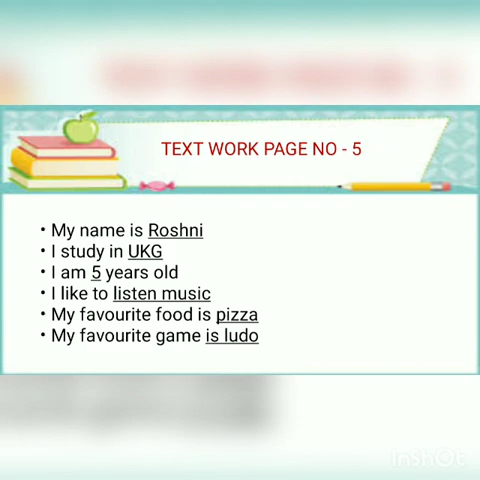 TEXT WORK PAGE NO - 5
• My name is Roshni
• I study in UKG
• I am 5 years old
• I like to listen music
• My favourite food is pizza
• My favourite game is ludo
inshot